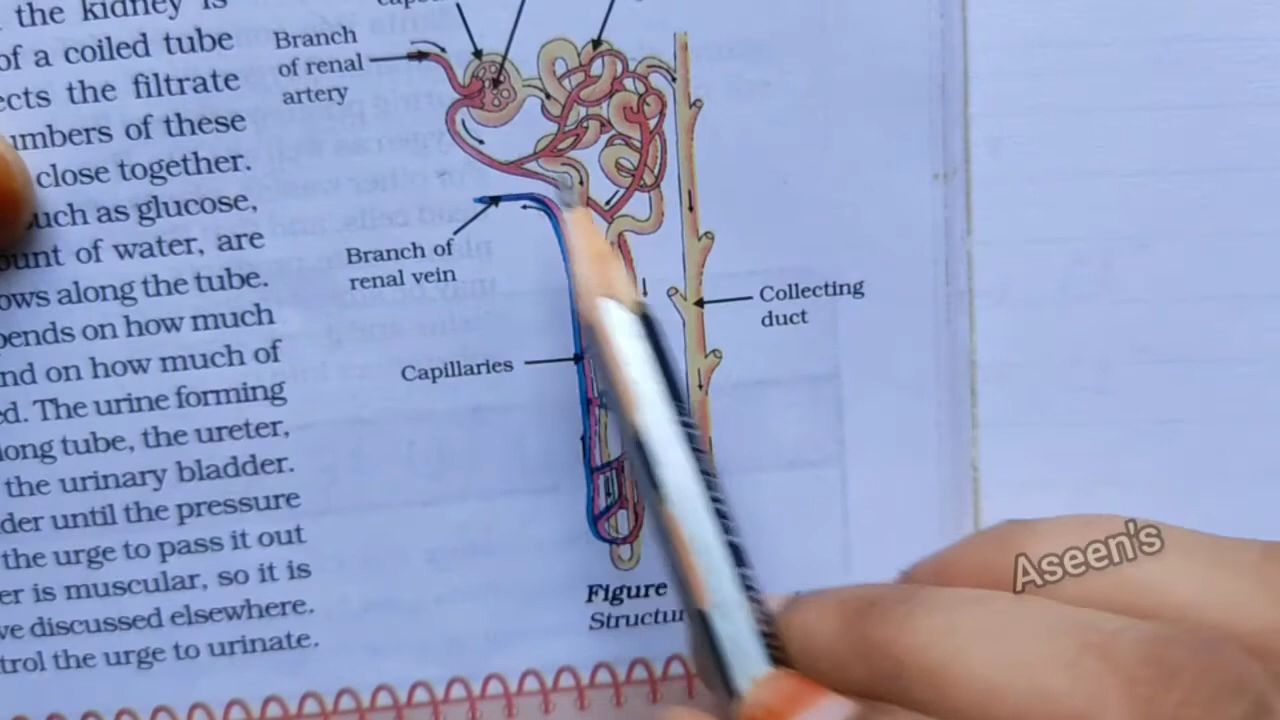 the kidney is
of a coiled tube
ects the filtrate
umbers of these
close together.
uch as glucose,
ount of water, are
ows along the tube.
pends on how much
nd on how much of
ed. The urine forming
long tube, the ureter,
the urinary bladder.
der until the pressure
the urge to pass it out
er is muscular, so it is
ve discussed elsewhere.
trol the urge to urinate.
Branch
of renal
artery
Branch of
renal vein
Capillaries
Collecting
duct
Figure
Structur
Aseen's